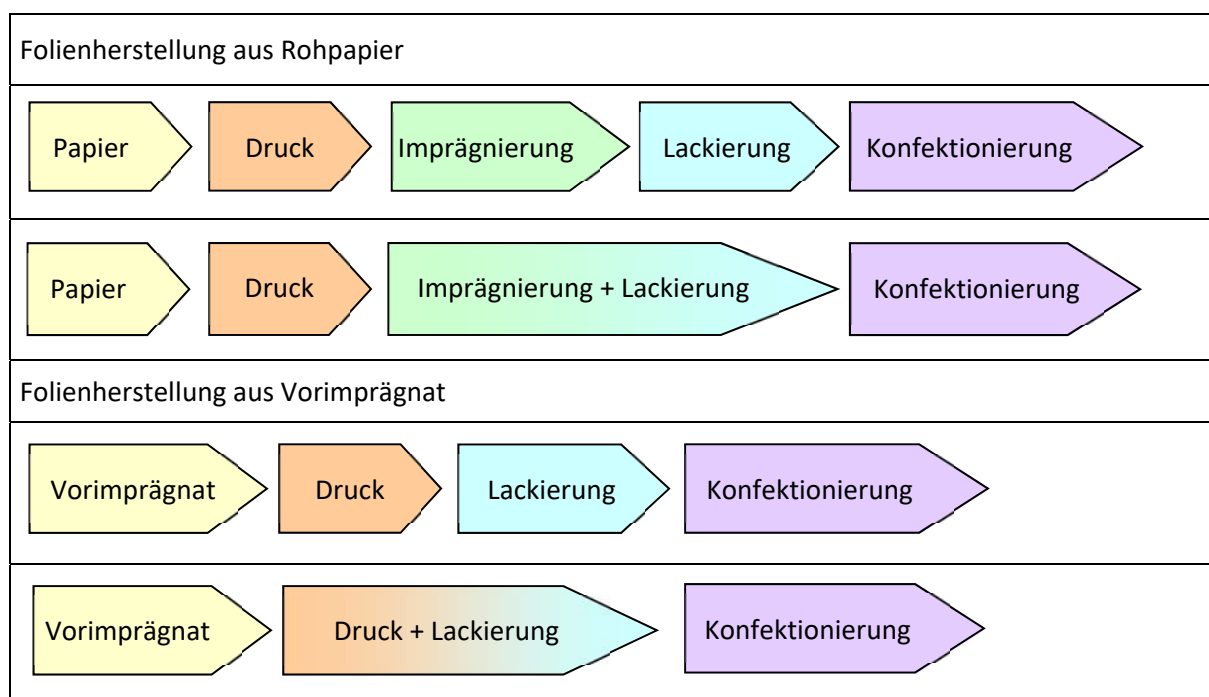 Folienherstellung aus Rohpapier
Papier Druck Imprägnierung Lackierung Konfektionierung
Papier Druck Imprägnierung + Lackierung Konfektionierung
Folienherstellung aus Vorimprägnat
Vorimprägnat Druck Lackierung Konfektionierung
Vorimprägnat Druck + Lackierung Konfektionierung